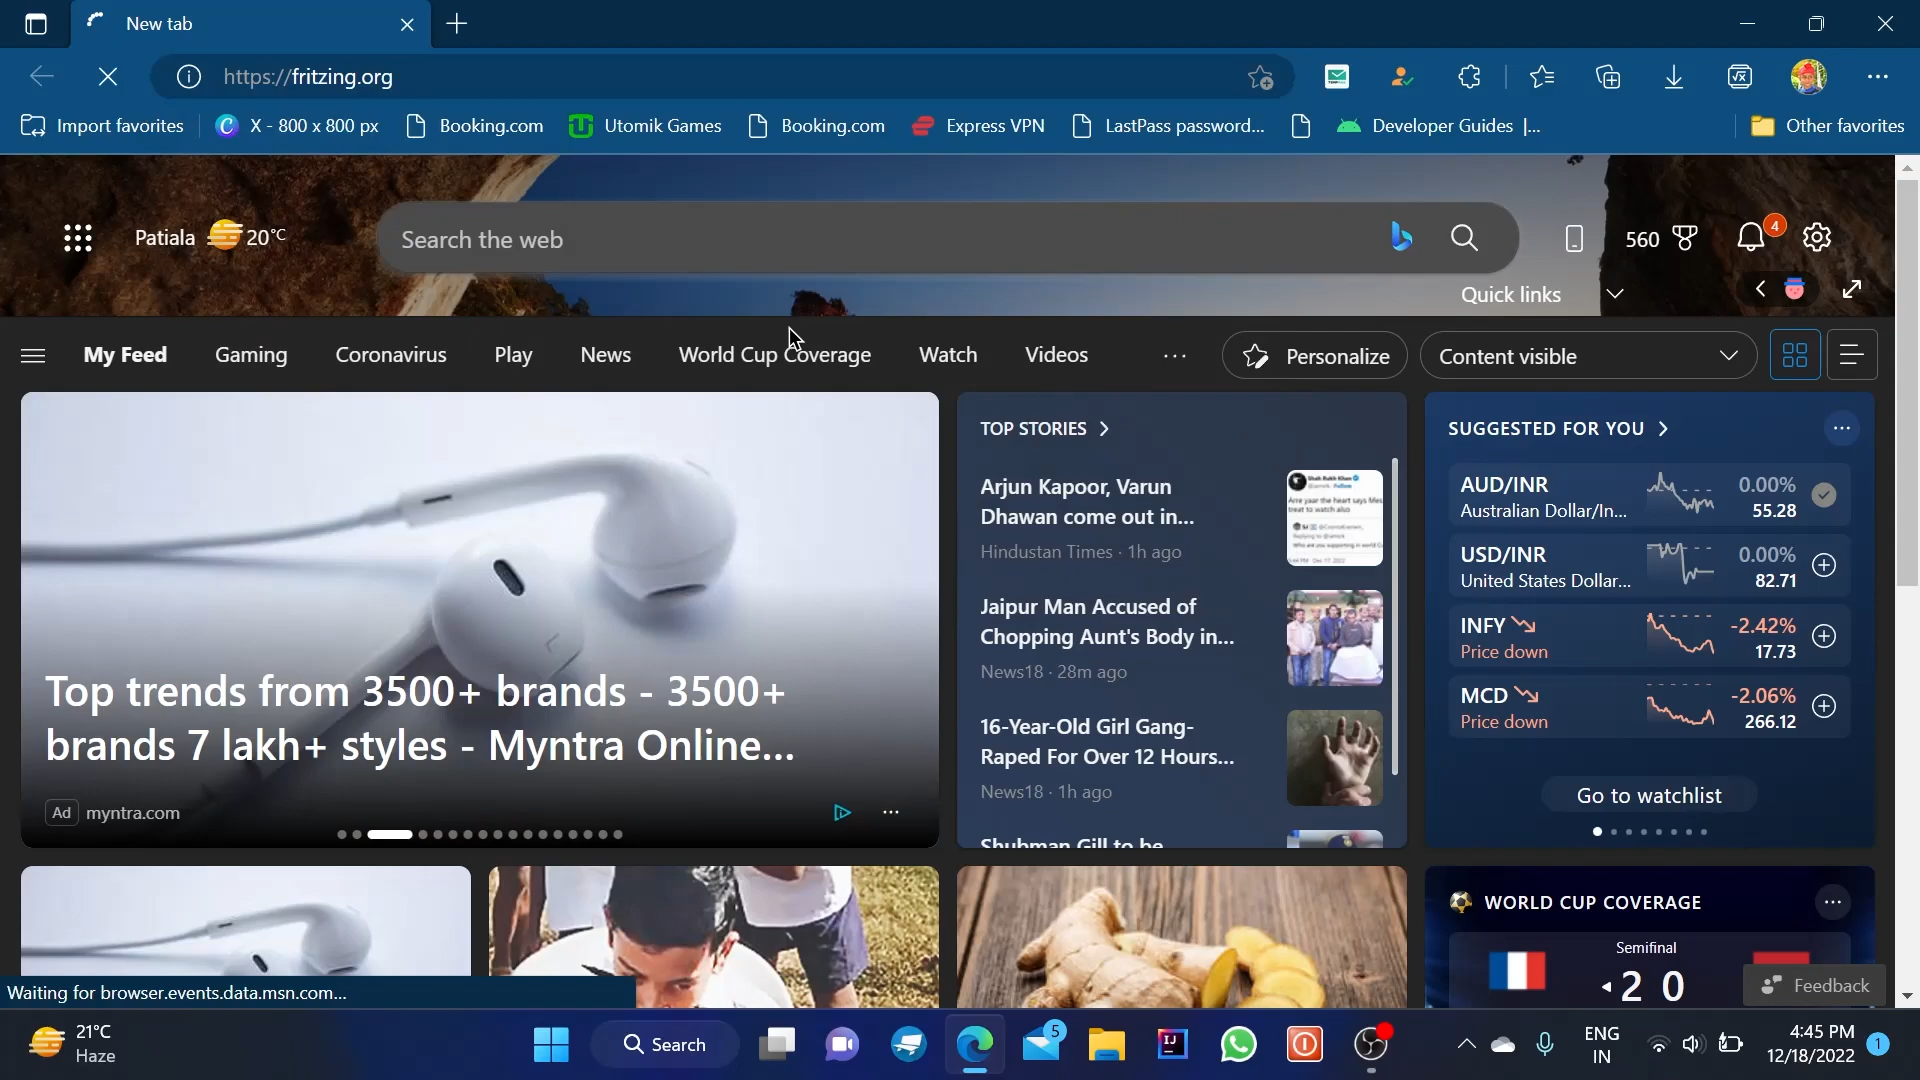 New tab
https://fritzing.org
Import favorites
X - 800 x 800 px
Booking.com
Utomik Games
Booking.com
Express VPN
LastPass password...
Developer Guides |...
Other favorites
Patiala
20°C
Search the web
560
4
Quick links
My Feed
Gaming
Coronavirus
Play
News
World Cup Coverage
Watch
Videos
Personalize
Content visible
TOP STORIES
Arjun Kapoor, Varun
Dhawan come out in...
Hindustan Times · 1h ago
Jaipur Man Accused of
Chopping Aunt's Body in...
News18 · 28m ago
16-Year-Old Girl Gang-
Raped For Over 12 Hours...
News18 · 1h ago
Shubman Gill to be
SUGGESTED FOR YOU
AUD/INR
0.00%
Australian Dollar/In...
55.28
USD/INR
0.00%
United States Dollar...
82.71
INFY
-2.42%
Price down
17.73
MCD
-2.06%
Price down
266.12
Go to watchlist
Top trends from 3500+ brands - 3500+
brands 7 lakh+ styles - Myntra Online...
Ad myntra.com
WORLD CUP COVERAGE
Semifinal
2 0
Feedback
Waiting for browser.events.data.msn.com...
21°C
Haze
Search
5
IJ
ENG
IN
4:45 PM
12/18/2022
1